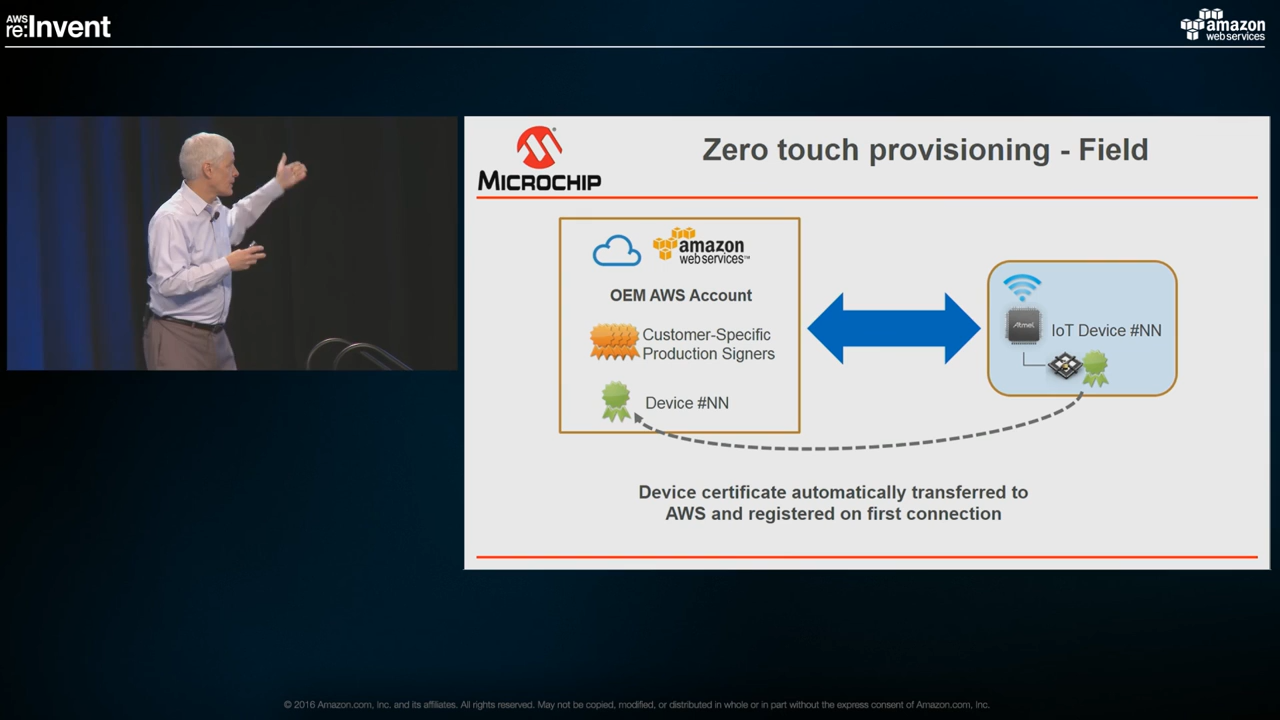 AWS
re:Invent
amazon
web services
MICROCHIP
Zero touch provisioning - Field
amazon
web services™
OEM AWS Account
Customer-Specific
Production Signers
Device #NN
Atmel
IoT Device #NN
Device certificate automatically transferred to
AWS and registered on first connection
© 2016 Amazon.com, Inc. and its affiliates. All rights reserved. May not be copied, modified, or distributed in whole or in part without the express consent of Amazon.com, Inc.